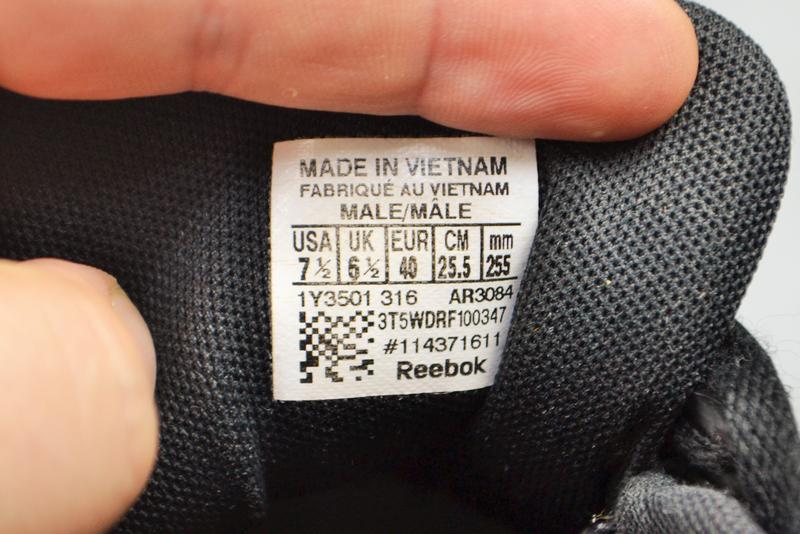 MADE IN VIETNAM
FABRIQUÉ AU VIETNAM
MALE/MÂLE
USA UK EUR CM mm
7 ½ 6 ½ 40 25.5 255
1Y3501 316 AR3084
3T5WDRF100347
#114371611
Reebok